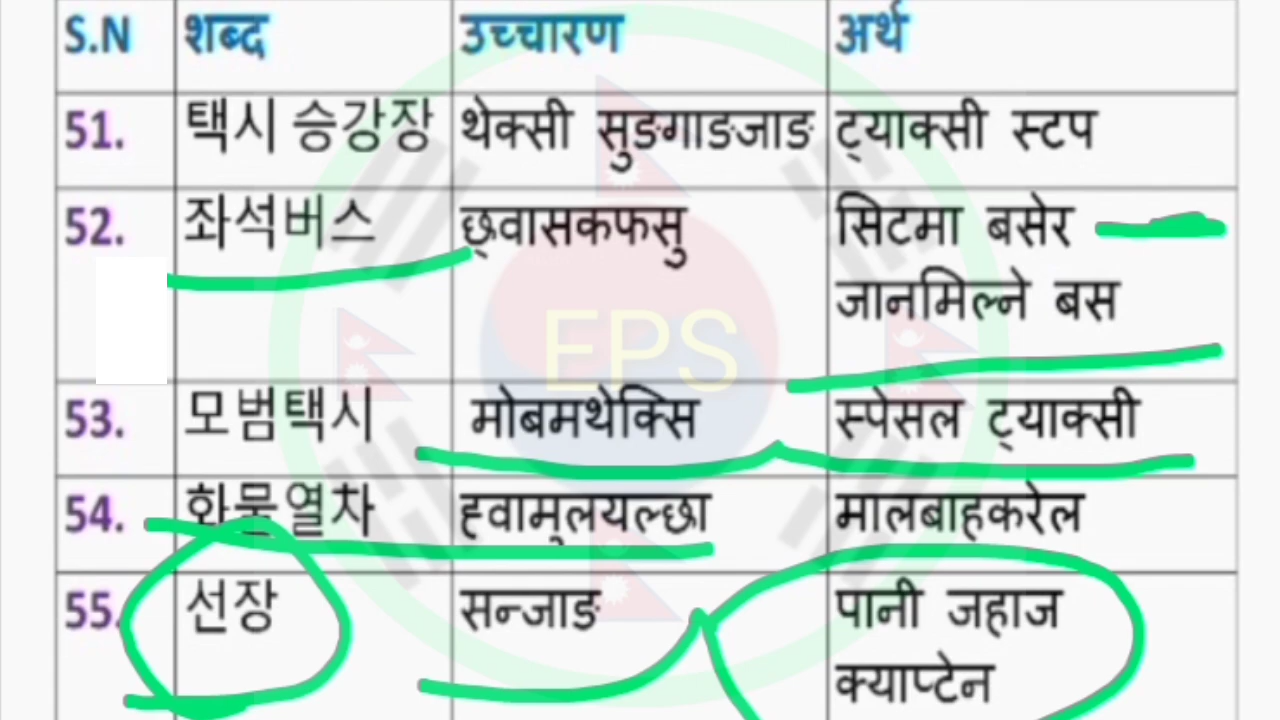 S.N शब्द उच्चारण अर्थ
51. 택시 승강장 थेक्सी सुङगाङजाङ ट्याक्सी स्टप
52. 좌석버스 छ्वासकफसु सिटमा बसेर
जानमिल्ने बस
EPS
53. 모범택시 मोबमथेक्सि स्पेसल ट्याक्सी
54. 화물열차 ह्वामुलयल्छा मालबाहकरेल
55. 선장 सन्जाङ पानी जहाज
क्याप्टेन